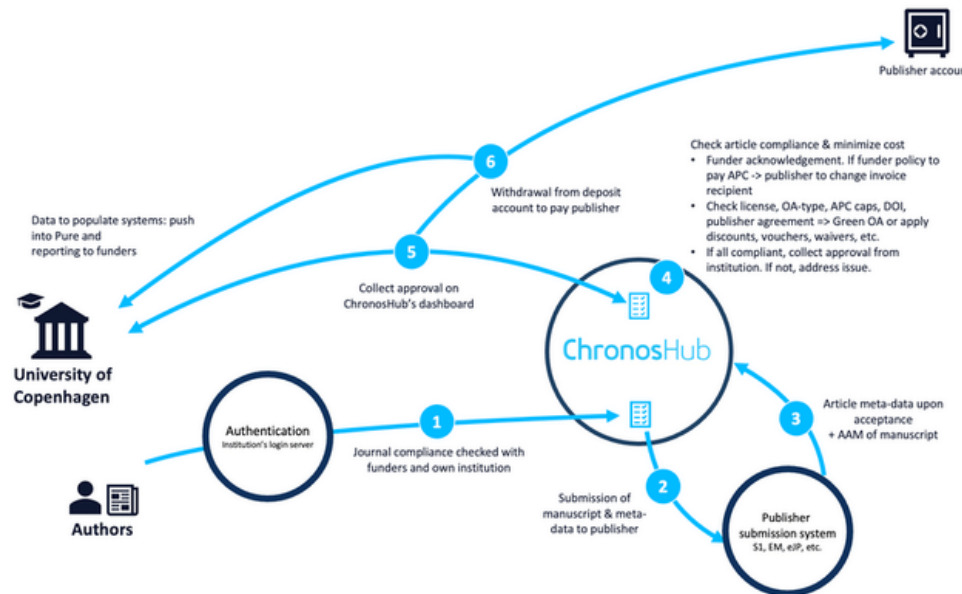 Publisher accoun
6
Check article compliance & minimize cost
• Funder acknowledgement. If funder policy to
pay APC -> publisher to change invoice
recipient
• Check license, OA-type, APC caps, DOI,
publisher agreement => Green OA or apply
discounts, vouchers, waivers, etc.
• If all compliant, collect approval from
institution. If not, address issue.
Withdrawal from deposit
account to pay publisher
Data to populate systems: push
into Pure and
reporting to funders
5
Collect approval on
ChronosHub's dashboard
4
ChronosHub
University of
Copenhagen
Authentication
Institution's login server
1
Journal compliance checked with
funders and own institution
3
Article meta-data upon
acceptance
+ AAM of manuscript
Authors
2
Submission of
manuscript & meta-
data to publisher
Publisher
submission system
S1, EM, eJP, etc.